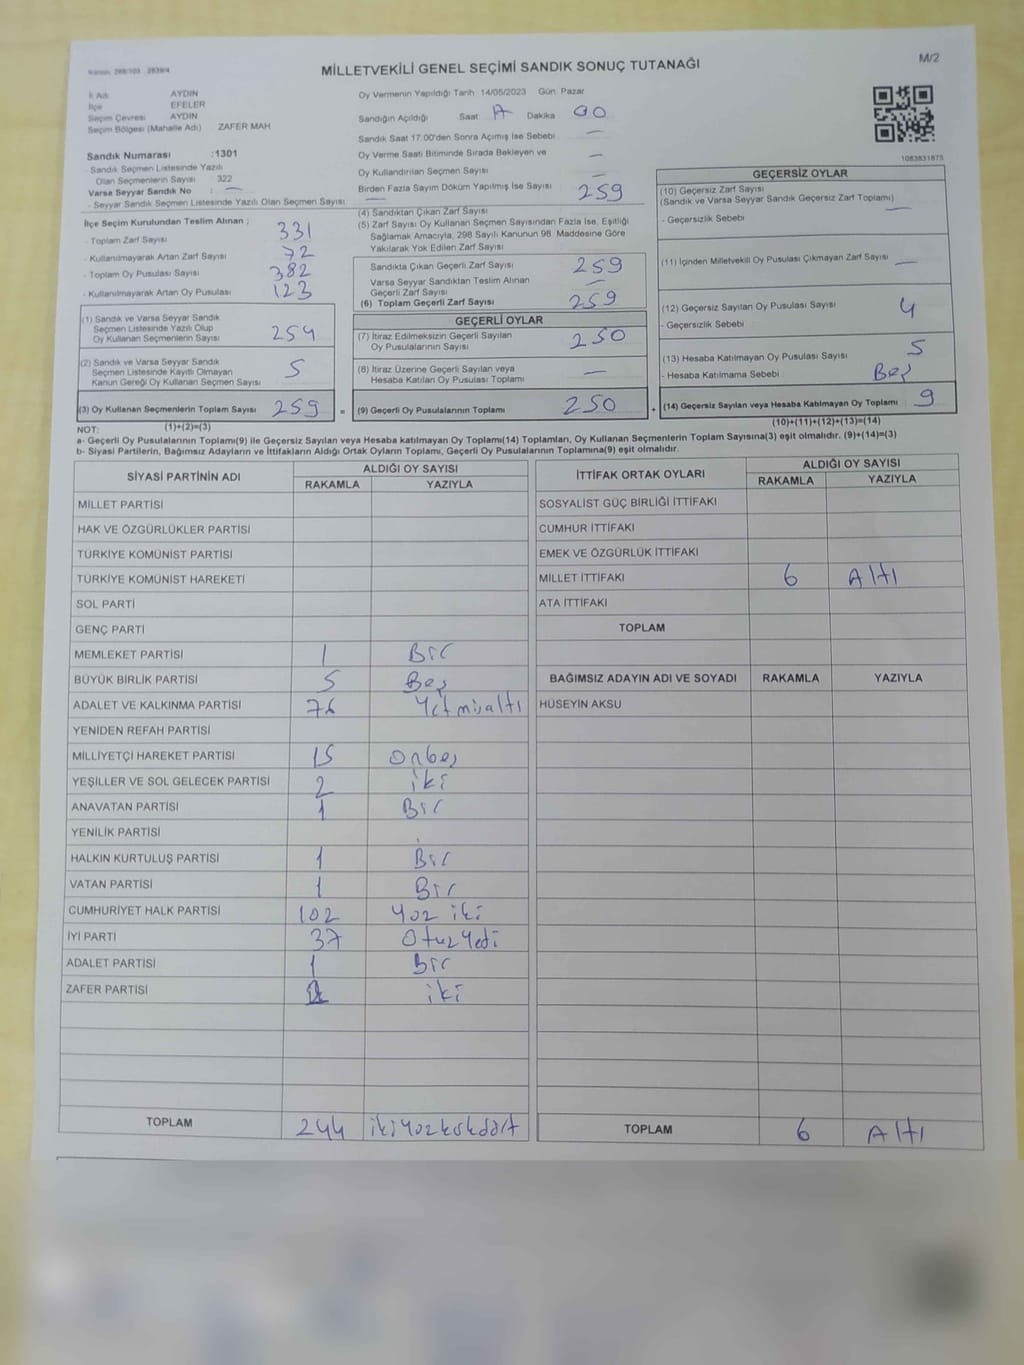 MİLLETVEKİLİ GENEL SEÇİMİ SANDIK SONUÇ TUTANAĞI
M/2
İl Adı AYDIN
İlçe EFELER
Seçim Çevresi AYDIN
Seçim Bölgesi (Mahalle Adı) ZAFER MAH
Sandık Numarası :1301
- Sandık Seçmen Listesinde Yazılı
Olan Seçmenlerin Sayısı 322
Varsa Seyyar Sandık No : —
- Seyyar Sandık Seçmen Listesinde Yazılı Olan Seçmen Sayısı —
Oy Vermenin Yapıldığı Tarih 14/05/2023 Gün Pazar
Sandığın Açıldığı Saat Dakika 00
Sandık Saat 17:00'den Sonra Açımış İse Sebebi —
Oy Verme Saati Bitiminde Sırada Bekleyen ve
Oy Kullandırılan Seçmen Sayısı —
Birden Fazla Sayım Döküm Yapılmış İse Sayısı —
1083831875
İlçe Seçim Kurulundan Teslim Alınan ;
- Toplam Zarf Sayısı 331
- Kullanılmayarak Artan Zarf Sayısı 72
- Toplam Oy Pusulası Sayısı 382
- Kullanılmayarak Artan Oy Pusulası 123
(1) Sandık ve Varsa Seyyar Sandık
Seçmen Listesinde Yazılı Olup
Oy Kullanan Seçmenlerin Sayısı 254
(2) Sandık ve Varsa Seyyar Sandık
Seçmen Listesinde Kayıtlı Olmayan
Kanun Gereği Oy Kullanan Seçmen Sayısı 5
(3) Oy Kullanan Seçmenlerin Toplam Sayısı 259 =
(1)+(2)=(3)
(4) Sandıktan Çıkan Zarf Sayısı 259
(5) Zarf Sayısı Oy Kullanan Seçmen Sayısından Fazla İse, Eşitliği
Sağlamak Amacıyla, 298 Sayılı Kanunun 98. Maddesine Göre
Yakılarak Yok Edilen Zarf Sayısı
Sandıkta Çıkan Geçerli Zarf Sayısı 259
Varsa Seyyar Sandıktan Teslim Alınan
Geçerli Zarf Sayısı —
(6) Toplam Geçerli Zarf Sayısı 259
GEÇERLİ OYLAR
(7) İtiraz Edilmeksizin Geçerli Sayılan
Oy Pusulalarının Sayısı 250
(8) İtiraz Üzerine Geçerli Sayılan veya
Hesaba Katılan Oy Pusulası Toplamı —
(9) Geçerli Oy Pusulalarının Toplamı 250 +
GEÇERSİZ OYLAR
(10) Geçersiz Zarf Sayısı
(Sandık ve Varsa Seyyar Sandık Geçersiz Zarf Toplamı) —
- Geçersizlik Sebebi
(11) İçinden Milletvekili Oy Pusulası Çıkmayan Zarf Sayısı —
(12) Geçersiz Sayılan Oy Pusulası Sayısı 4
- Geçersizlik Sebebi
(13) Hesaba Katılmayan Oy Pusulası Sayısı 5
- Hesaba Katılmama Sebebi Beş
(14) Geçersiz Sayılan veya Hesaba Katılmayan Oy Toplamı 9
(10)+(11)+(12)+(13)=(14)
NOT:
a- Geçerli Oy Pusulalarının Toplamı(9) ile Geçersiz Sayılan veya Hesaba katılmayan Oy Toplamı(14) Toplamları, Oy Kullanan Seçmenlerin Toplam Sayısına(3) eşit olmalıdır. (9)+(14)=(3)
b- Siyasi Partilerin, Bağımsız Adayların ve İttifakların Aldığı Ortak Oyların Toplamı, Geçerli Oy Pusulalarının Toplamına(9) eşit olmalıdır.
SİYASİ PARTİNİN ADI ALDIĞI OY SAYISI
RAKAMLA YAZIYLA
MİLLET PARTİSİ
HAK VE ÖZGÜRLÜKLER PARTİSİ
TÜRKİYE KOMÜNİST PARTİSİ
TÜRKİYE KOMÜNİST HAREKETİ
SOL PARTİ
GENÇ PARTİ
MEMLEKET PARTİSİ 1 Bir
BÜYÜK BİRLİK PARTİSİ 5 Beş
ADALET VE KALKINMA PARTİSİ 76 Yetmişaltı
YENİDEN REFAH PARTİSİ
MİLLİYETÇİ HAREKET PARTİSİ 15 Onbeş
YEŞİLLER VE SOL GELECEK PARTİSİ 2 iki
ANAVATAN PARTİSİ 1 Bir
YENİLİK PARTİSİ
HALKIN KURTULUŞ PARTİSİ 1 Bir
VATAN PARTİSİ 1 Bir
CUMHURİYET HALK PARTİSİ 102 Yüz iki
İYİ PARTİ 37 Otuz Yedi
ADALET PARTİSİ 1 Bir
ZAFER PARTİSİ 2 iki
TOPLAM 244 ikiyüzkırkdört
İTTİFAK ORTAK OYLARI ALDIĞI OY SAYISI
RAKAMLA YAZIYLA
SOSYALİST GÜÇ BİRLİĞİ İTTİFAKI
CUMHUR İTTİFAKI
EMEK VE ÖZGÜRLÜK İTTİFAKI
MİLLET İTTİFAKI 6 Altı
ATA İTTİFAKI
TOPLAM
BAĞIMSIZ ADAYIN ADI VE SOYADI RAKAMLA YAZIYLA
HÜSEYİN AKSU
TOPLAM 6 Altı